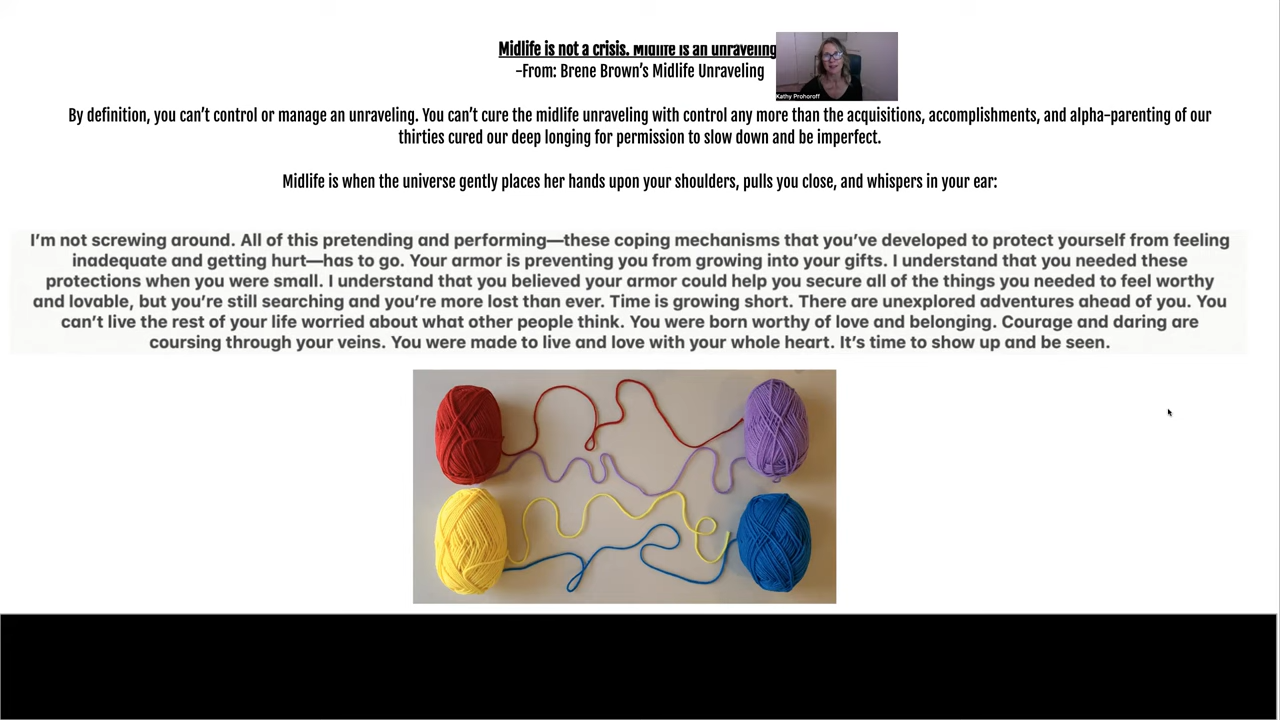 Midlife is not a crisis. Midlife is an unraveling
-From: Brene Brown's Midlife Unraveling
Kathy Prohoroff
By definition, you can't control or manage an unraveling. You can't cure the midlife unraveling with control any more than the acquisitions, accomplishments, and alpha-parenting of our
thirties cured our deep longing for permission to slow down and be imperfect.
Midlife is when the universe gently places her hands upon your shoulders, pulls you close, and whispers in your ear:
I'm not screwing around. All of this pretending and performing—these coping mechanisms that you've developed to protect yourself from feeling
inadequate and getting hurt—has to go. Your armor is preventing you from growing into your gifts. I understand that you needed these
protections when you were small. I understand that you believed your armor could help you secure all of the things you needed to feel worthy
and lovable, but you're still searching and you're more lost than ever. Time is growing short. There are unexplored adventures ahead of you. You
can't live the rest of your life worried about what other people think. You were born worthy of love and belonging. Courage and daring are
coursing through your veins. You were made to live and love with your whole heart. It's time to show up and be seen.